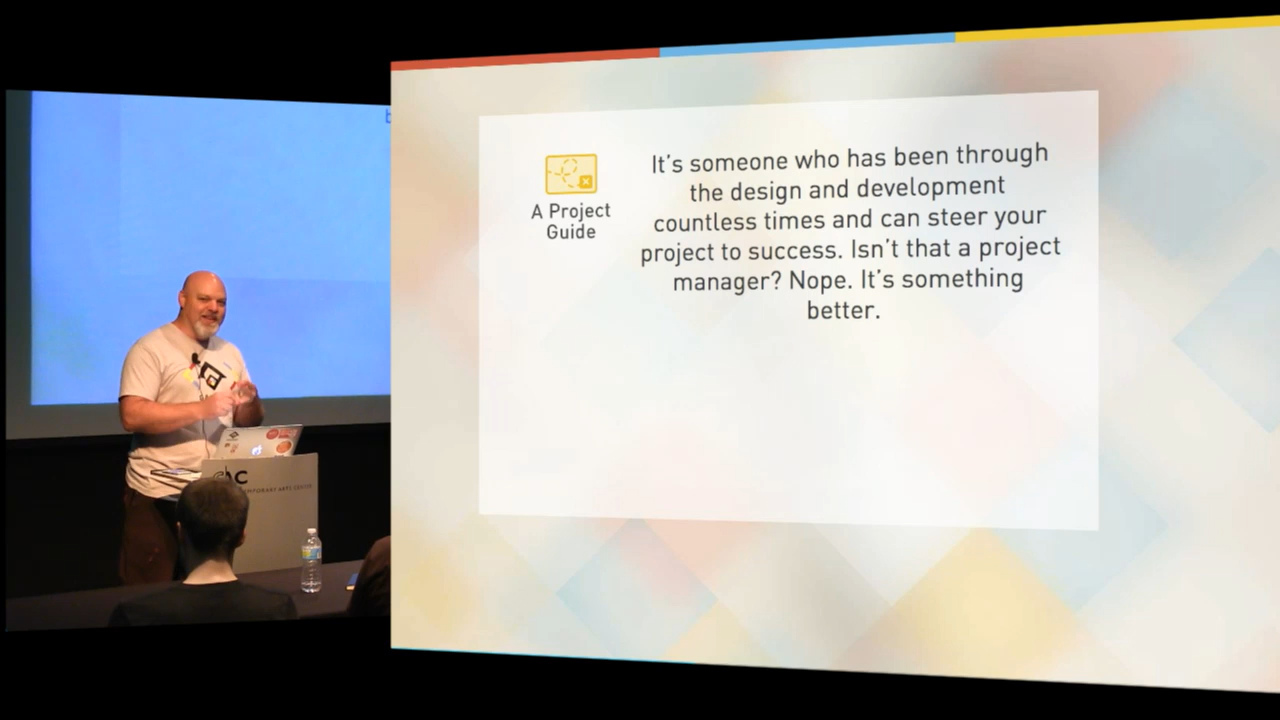 A Project
Guide
It’s someone who has been through
the design and development
countless times and can steer your
project to success. Isn’t that a project
manager? Nope. It’s something
better.